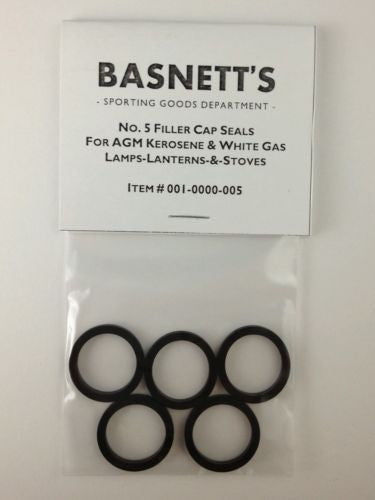 BASNETT'S
- SPORTING GOODS DEPARTMENT -
NO. 5 FILLER CAP SEALS
FOR AGM KEROSENE & WHITE GAS
LAMPS-LANTERNS-&-STOVES
ITEM # 001-0000-005